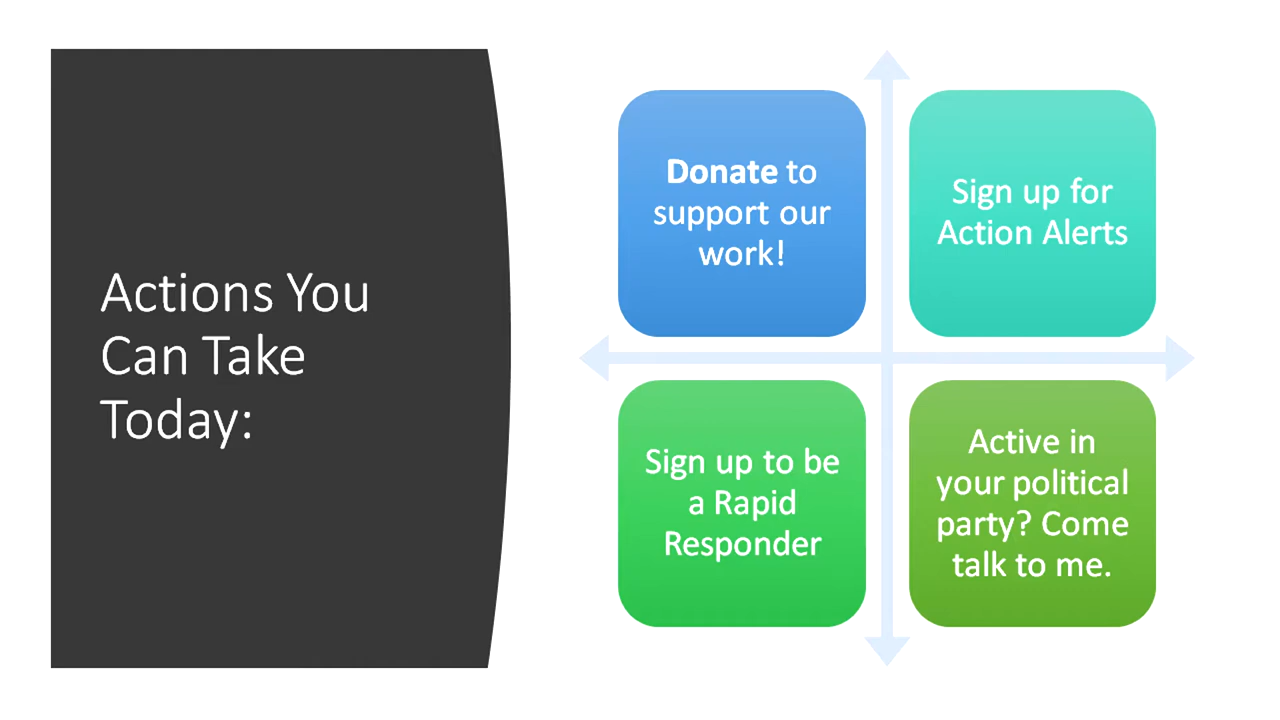 Actions You
Can Take
Today:
Donate to
support our
work!
Sign up for
Action Alerts
Sign up to be
a Rapid
Responder
Active in
your political
party? Come
talk to me.